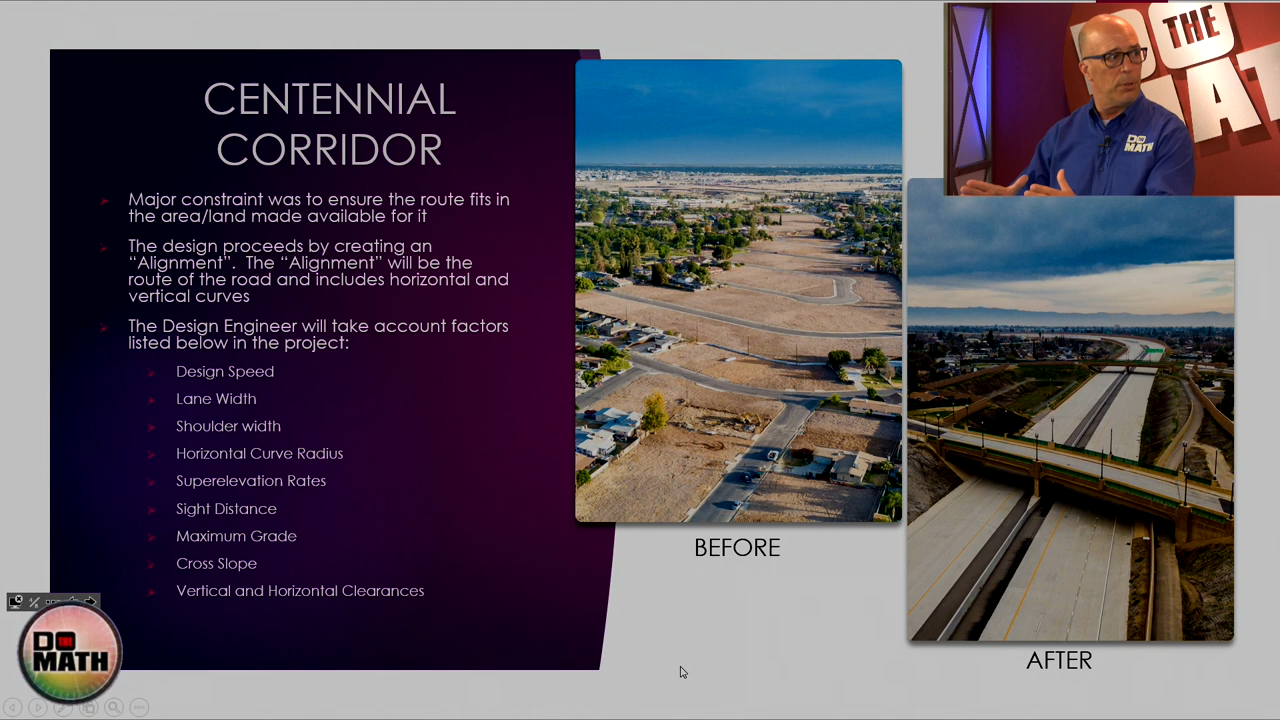 CENTENNIAL
CORRIDOR
Major constraint was to ensure the route fits in
the area/land made available for it
The design proceeds by creating an
“Alignment”. The “Alignment” will be the
route of the road and includes horizontal and
vertical curves
The Design Engineer will take account factors
listed below in the project:
Design Speed
Lane Width
Shoulder width
Horizontal Curve Radius
Superelevation Rates
Sight Distance
Maximum Grade
Cross Slope
Vertical and Horizontal Clearances
BEFORE
AFTER
THE
DO
MATH
DO THE
MATH